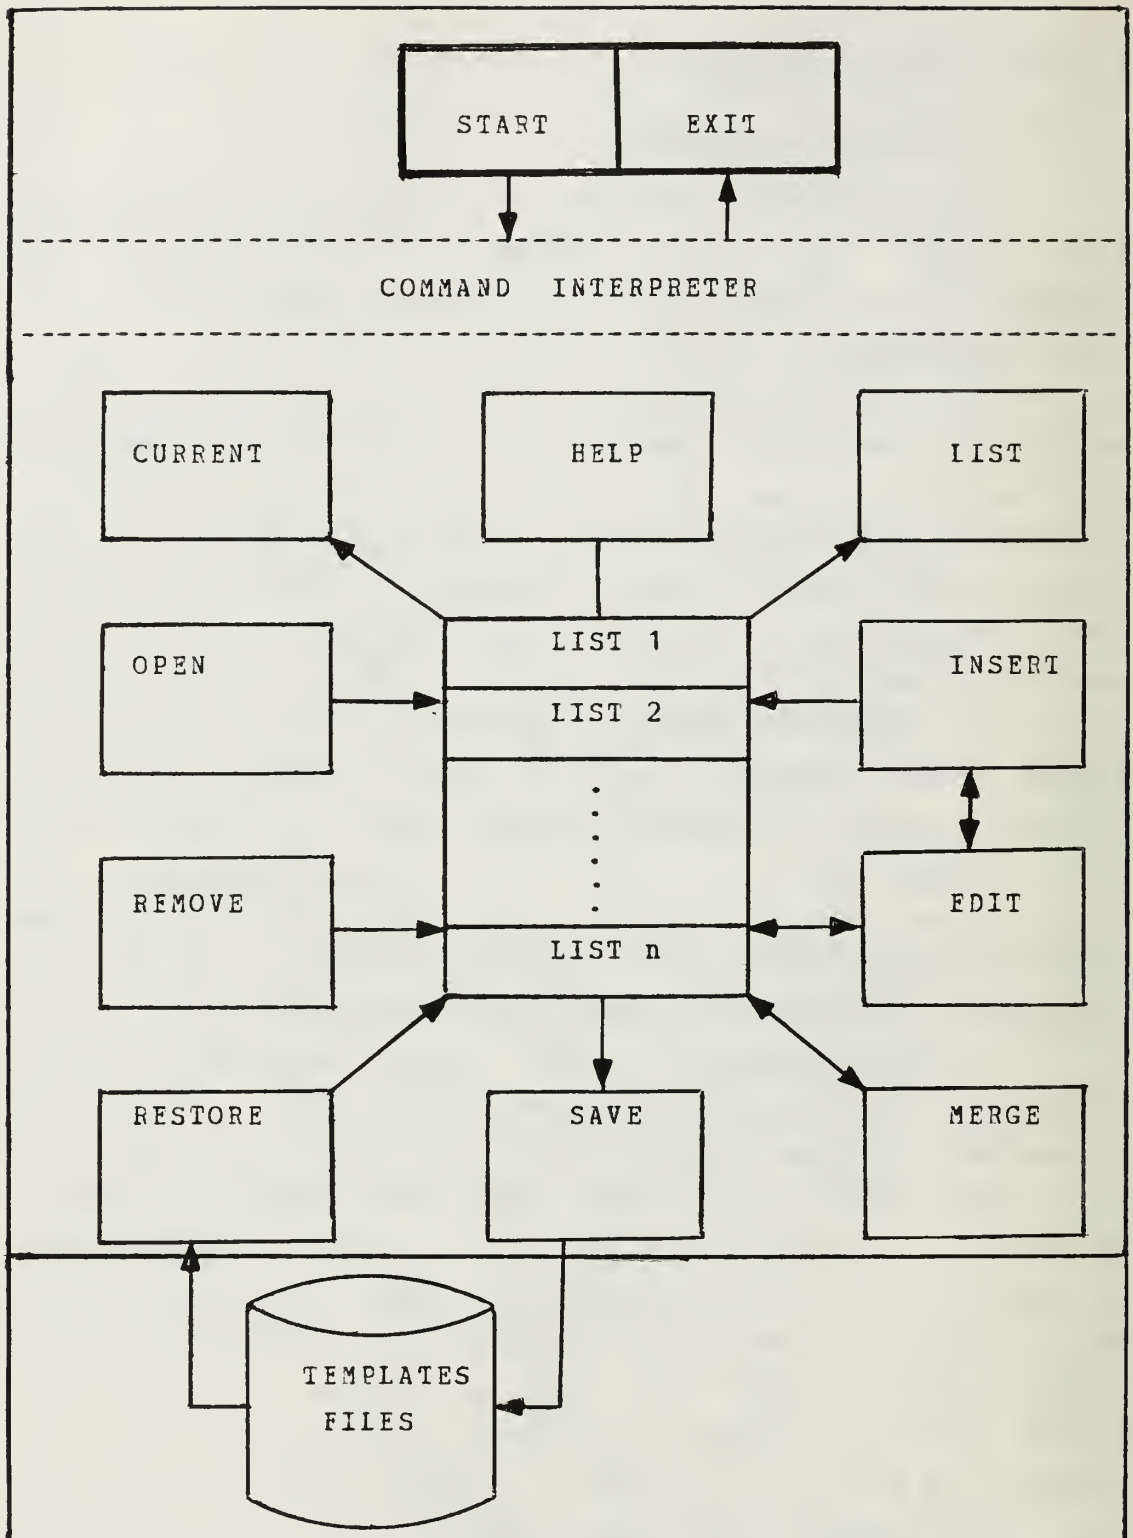 START EXIT
COMMAND INTERPRETER
CURRENT HELP LIST
LIST 1
OPEN INSERT
LIST 2
REMOVE EDIT
LIST n
RESTORE SAVE MERGE
TEMPLATES
FILES